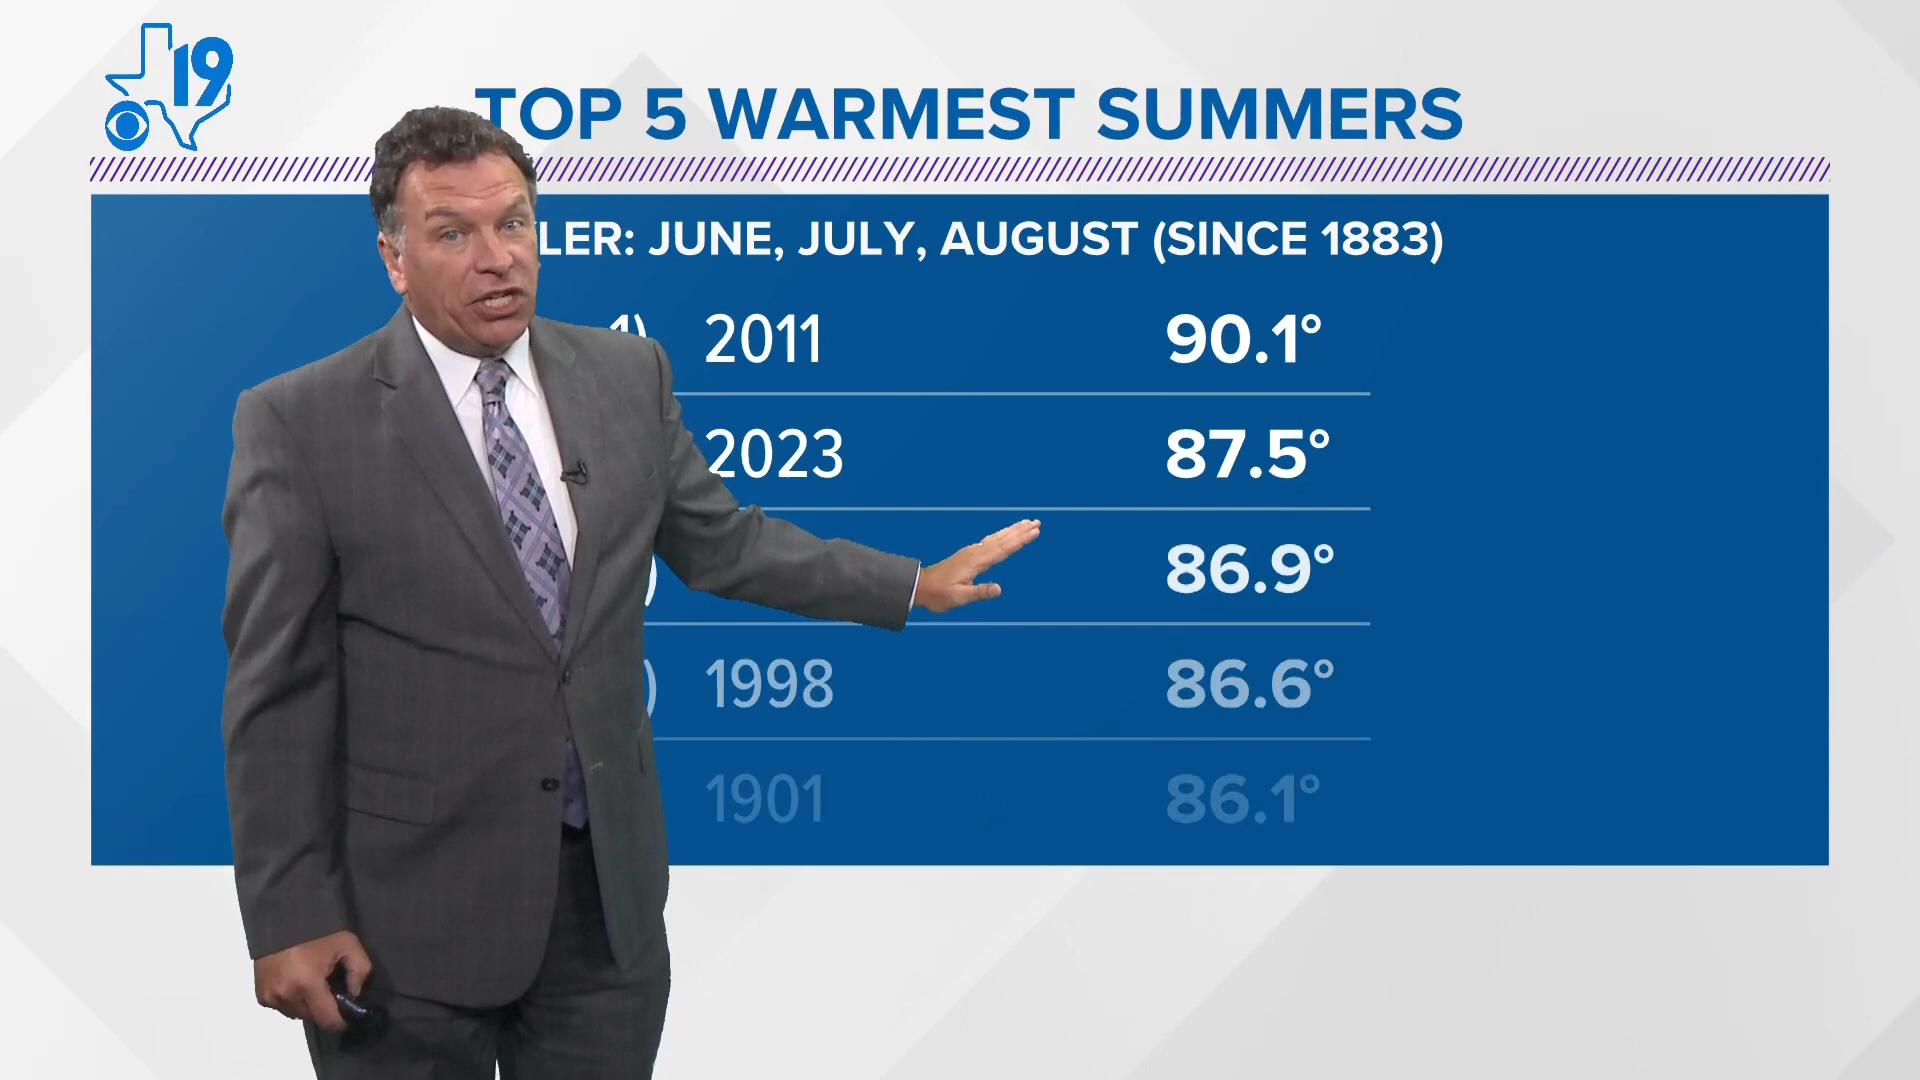 19
TOP 5 WARMEST SUMMERS
LER: JUNE, JULY, AUGUST (SINCE 1883)
1) 2011 90.1°
2023 87.5°
) 86.9°
) 1998 86.6°
1901 86.1°